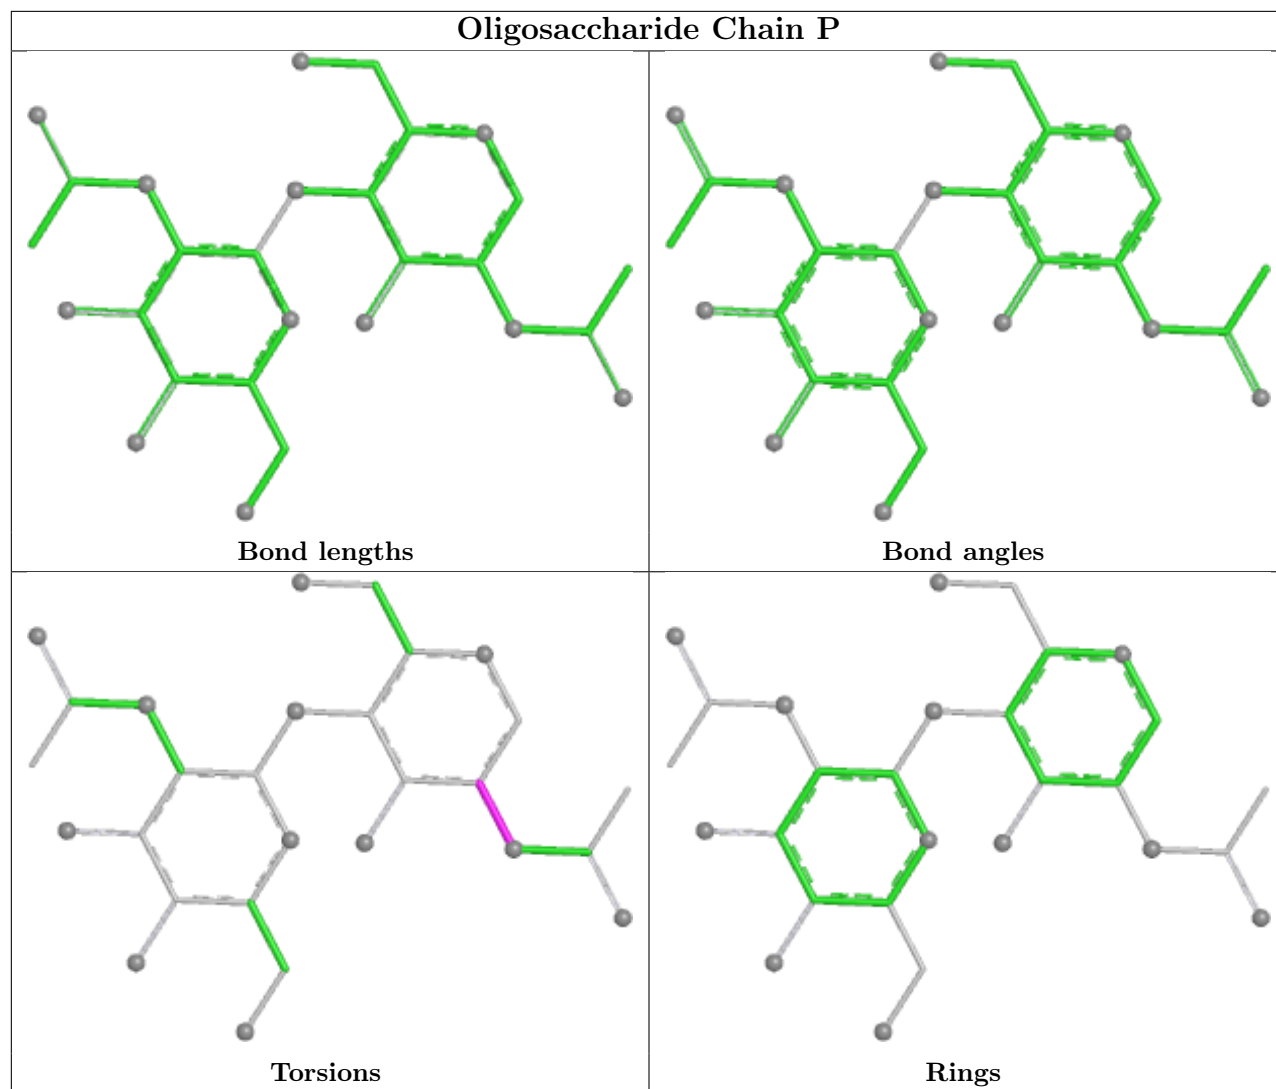 Oligosaccharide Chain P
Bond lengths
Bond angles
Torsions
Rings